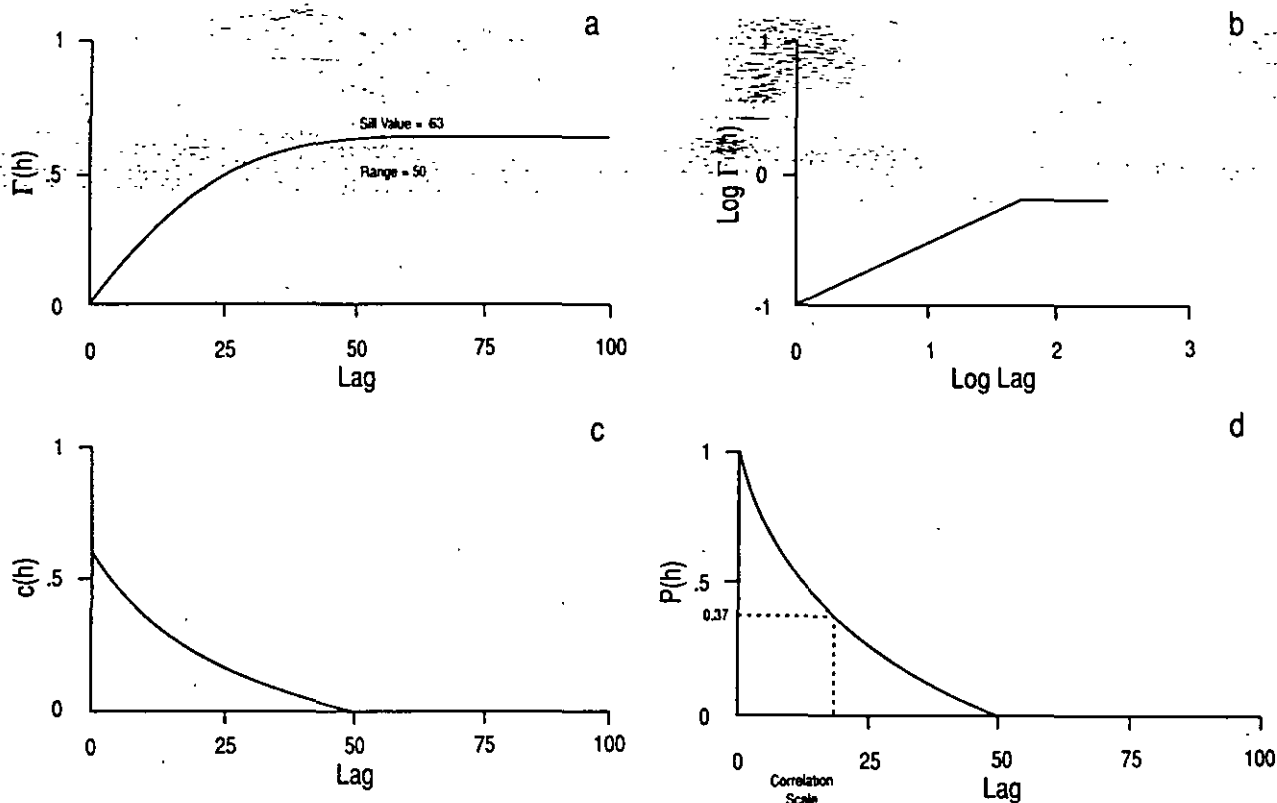 a
1
Sill Value = .63
Γ(h)
.5
Range = 50
0
0 25 50 75 100
Lag
b
1
Log Γ(h)
0
-1
0 1 2 3
Log Lag
c
1
c(h)
.5
0
0 25 50 75 100
Lag
d
1
P(h)
.5
0.37
0
0 25 50 75 100
Correlation
Scale
Lag